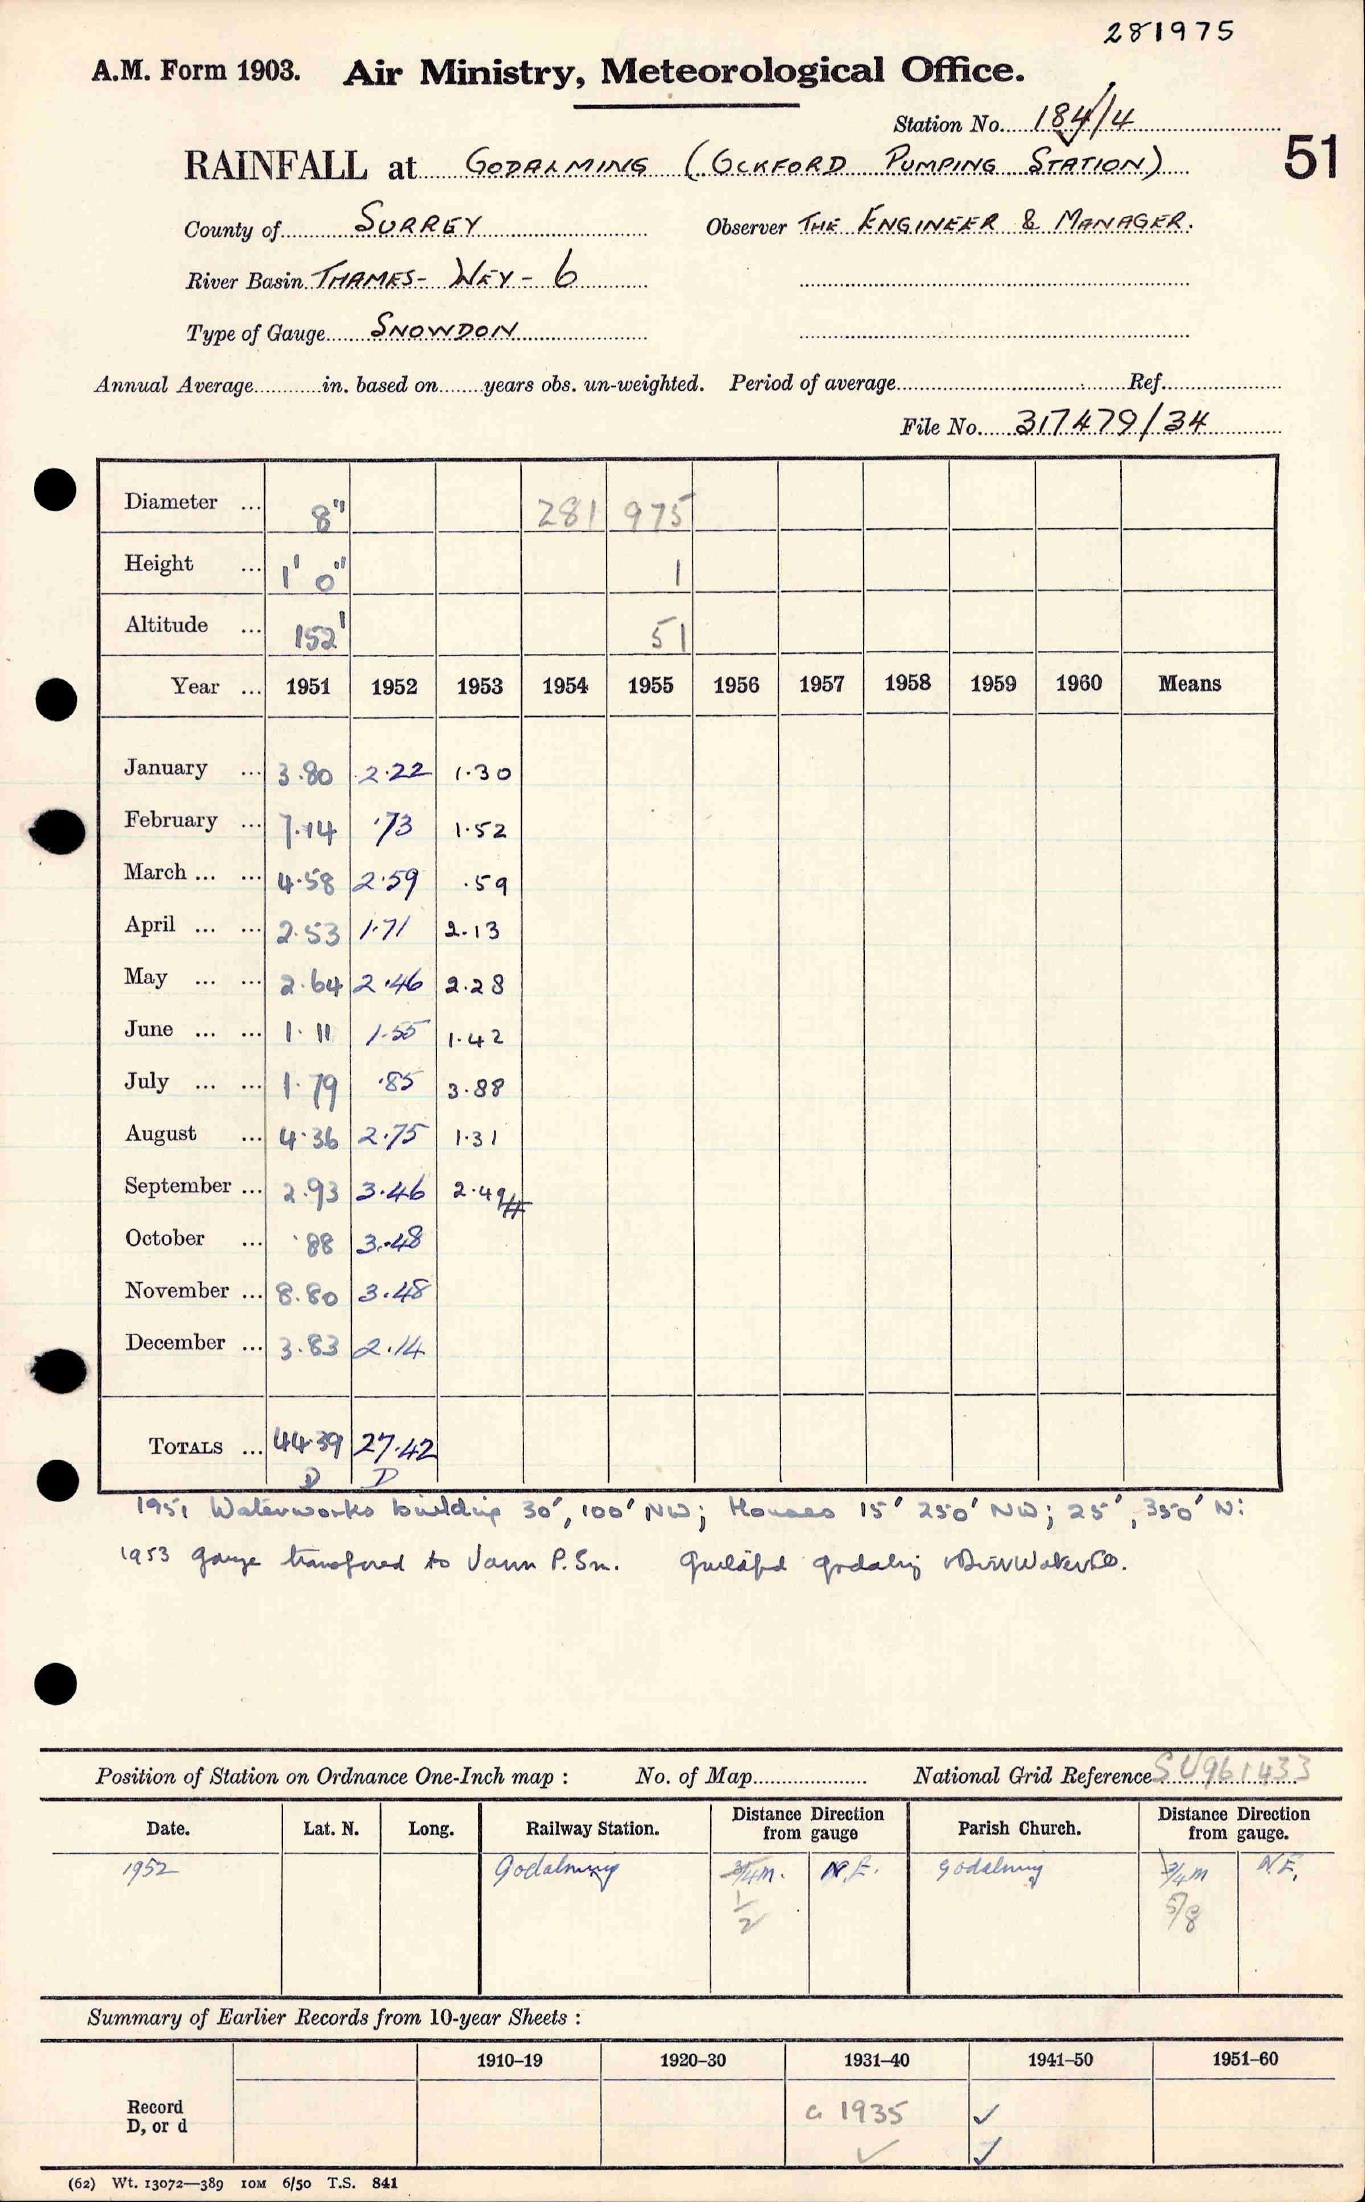 281975
A.M. Form 1903. Air Ministry, Meteorological Office.
Station No. 184/4
51
RAINFALL at GODALMING (OCKFORD PUMPING STATION)
County of SURREY Observer THE ENGINEER & MANAGER.
River Basin THAMES - WEY - 6
Type of Gauge SNOWDON
Annual Average in. based on years obs. un-weighted. Period of average Ref.
File No. 317479/34
Diameter ... 8" 281 975
Height ... 1' 0" 1
Altitude ... 152' 51
Year ... 1951 1952 1953 1954 1955 1956 1957 1958 1959 1960 Means
January ... 3.80 2.22 1.30
February ... 7.14 .73 1.52
March ... ... 4.58 2.59 .59
April ... ... 2.53 1.71 2.13
May ... ... 2.64 2.46 2.28
June ... ... 1.11 1.55 1.42
July ... ... 1.79 .85 3.88
August ... 4.36 2.75 1.31
September ... 2.93 3.46 2.49
October ... .88 3.48
November ... 8.80 3.48
December ... 3.83 2.14
TOTALS ... 44.39 27.42
D D
1951 Waterworks building 30', 100' NW; Houses 15' 250' NW; 25', 350' N:
1953 gauge transfered to Vann P. Sn. Guildfd Godalmg
Position of Station on Ordnance One-Inch map : No. of Map National Grid Reference SU961433
Date. Lat. N. Long. Railway Station. Distance Direction from gauge Parish Church. Distance Direction from gauge.
1952 Godalming 3/4 m. N.E. Godalming 3/4 m N.E.
1/2 5/8
Summary of Earlier Records from 10-year Sheets :
1910–19 1920–30 1931–40 1941–50 1951–60
Record D, or d c 1935 ✓
✓ ✓
(62) Wt. 13072—389 10M 6/50 T.S. 841